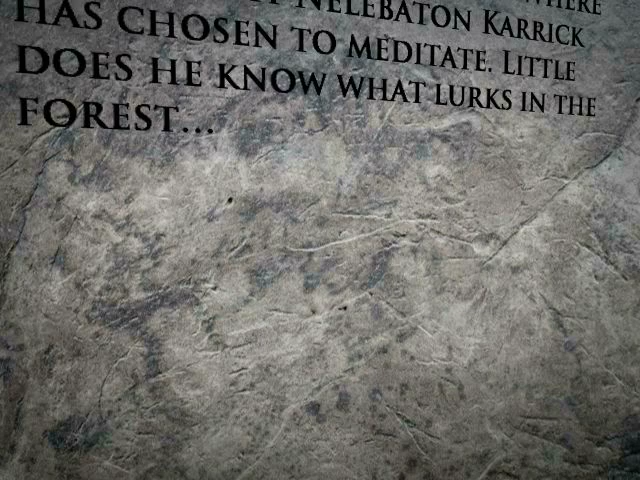 NELEBATON KARRICK
HAS CHOSEN TO MEDITATE. LITTLE
DOES HE KNOW WHAT LURKS IN THE
FOREST...